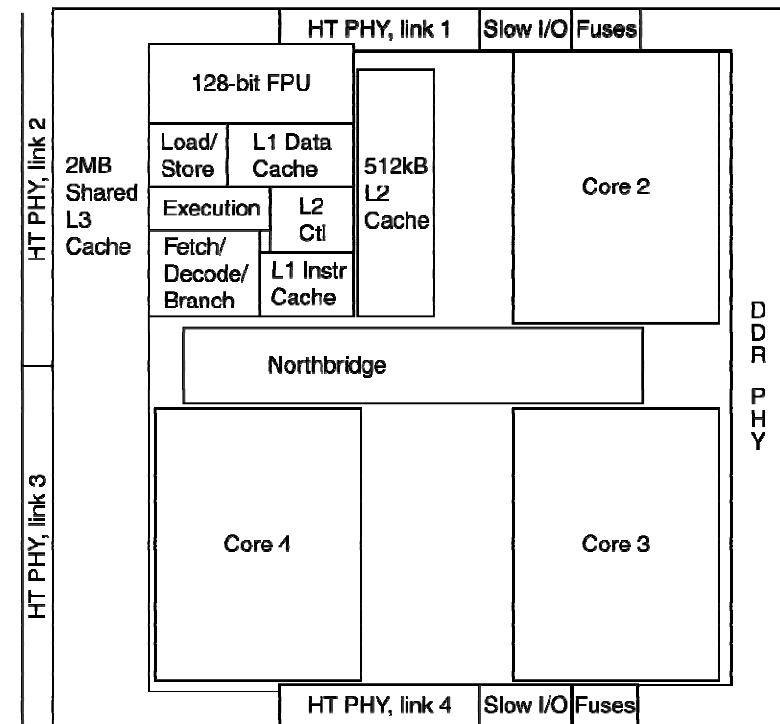 HT PHY, link 1
Slow I/O
Fuses
HT PHY, link 2
2MB
Shared
L3
Cache
128-bit FPU
Load/
Store
L1 Data
Cache
Execution
L2
Ctl
Fetch/
Decode/
Branch
L1 Instr
Cache
512kB
L2
Cache
Core 2
Northbridge
DDR PHY
HT PHY, link 3
Core 4
Core 3
HT PHY, link 4
Slow I/O
Fuses